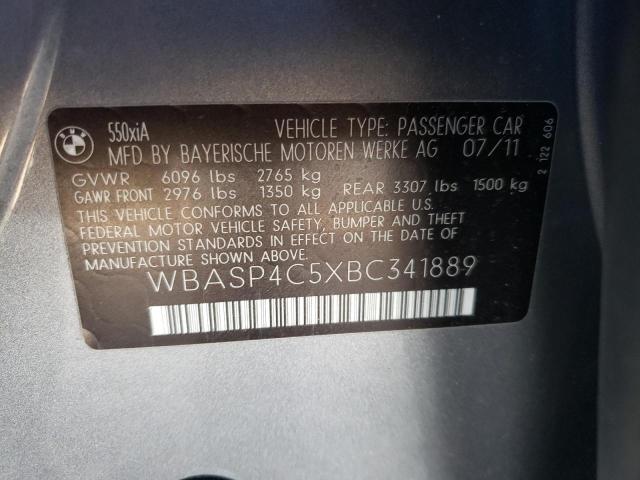 BMW
550xiA
VEHICLE TYPE: PASSENGER CAR
MFD BY BAYERISCHE MOTOREN WERKE AG 07/11
GVWR 6096 lbs 2765 kg
GAWR FRONT 2976 lbs 1350 kg REAR 3307 lbs 1500 kg
THIS VEHICLE CONFORMS TO ALL APPLICABLE U.S.
FEDERAL MOTOR VEHICLE SAFETY, BUMPER AND THEFT
PREVENTION STANDARDS IN EFFECT ON THE DATE OF
MANUFACTURE SHOWN ABOVE.
WBASP4C5XBC341889
2 122 606